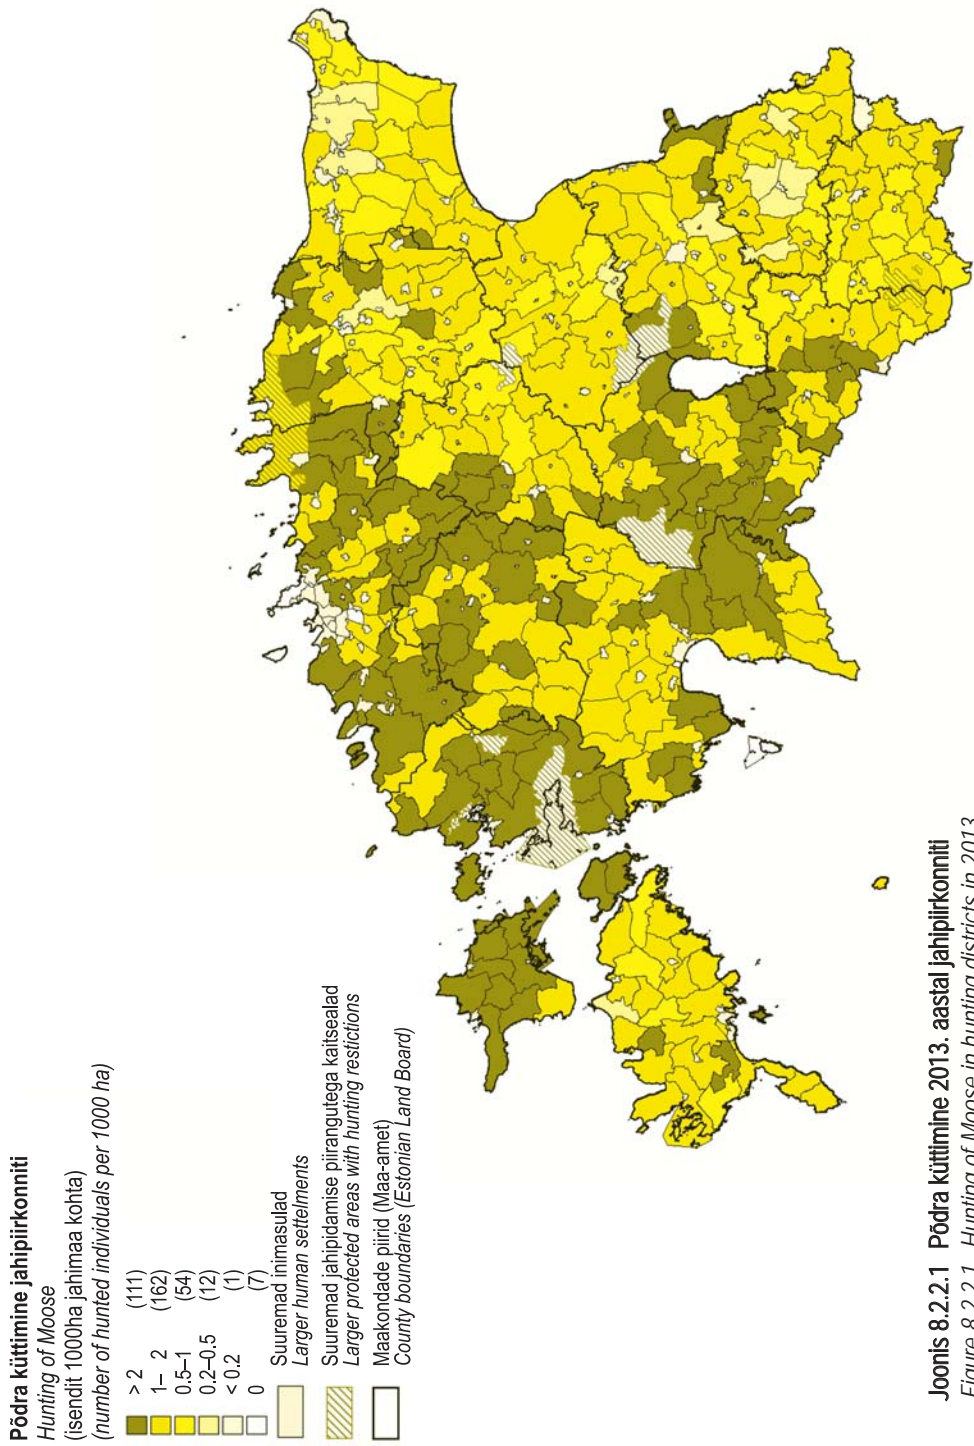 Põdra küttimine jahipiirkonniti
Hunting of Moose
(isendit 1000ha jahimaa kohta)
(number of hunted individuals per 1000 ha)
> 2 (111)
1– 2 (162)
0.5–1 (54)
0.2–0.5 (12)
< 0.2 (1)
0 (7)
Suuremad inimasulad
Larger human settelments
Suuremad jahipidamise piirangutega kaitsealad
Larger protected areas with hunting restictions
Maakondade piirid (Maa-amet)
County boundaries (Estonian Land Board)
Joonis 8.2.2.1 Põdra küttimine 2013. aastal jahipiirkonniti
Figure 8.2.2.1 Hunting of Moose in hunting districts in 2013